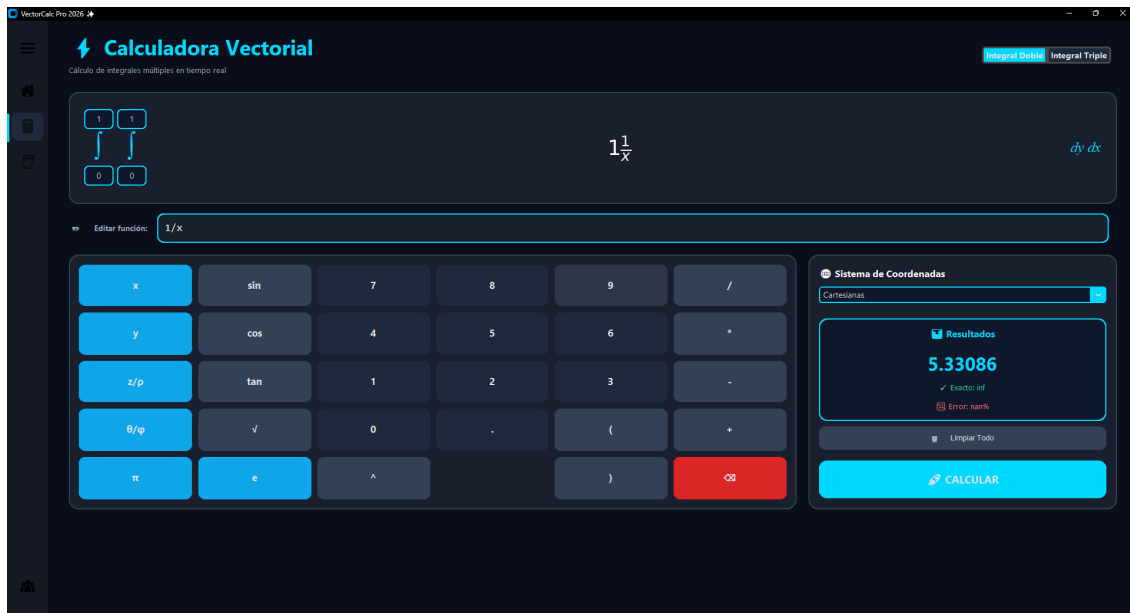 VectorCalc Pro 2026
Calculadora Vectorial
Cálculo de integrales múltiples en tiempo real
Integral Doble Integral Triple
1 1
∫ ∫
0 0
1 1/x
dy dx
Editar función: 1/x
x sin 7 8 9 /
y cos 4 5 6 *
z/ρ tan 1 2 3 -
θ/φ √ 0 . ( +
π e ^ ) ⌫
Sistema de Coordenadas
Cartesianas
Resultados
5.33086
✓ Exacto: inf
Error: nan%
Limpiar Todo
CALCULAR